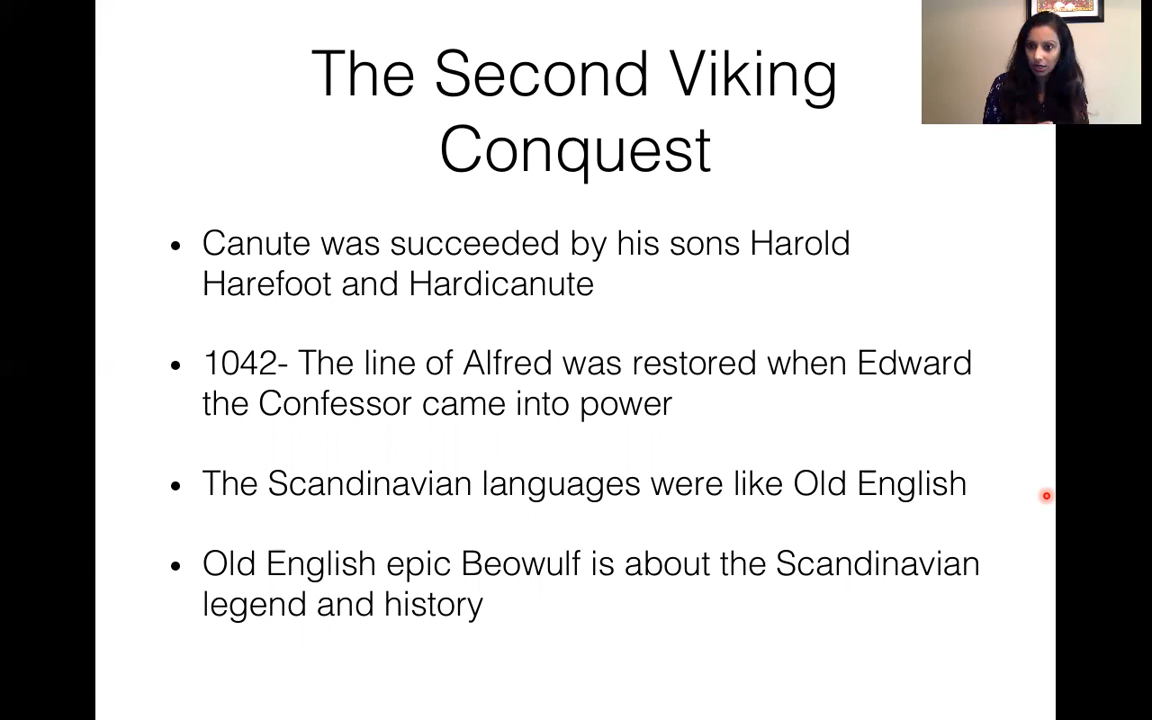 The Second Viking
Conquest
• Canute was succeeded by his sons Harold
Harefoot and Hardicanute
• 1042- The line of Alfred was restored when Edward
the Confessor came into power
• The Scandinavian languages were like Old English
• Old English epic Beowulf is about the Scandinavian
legend and history